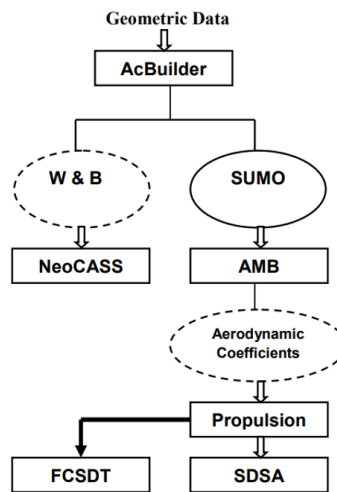 Geometric Data
AcBuilder
W & B
SUMO
NeoCASS
AMB
Aerodynamic
Coefficients
Propulsion
FCSDT
SDSA